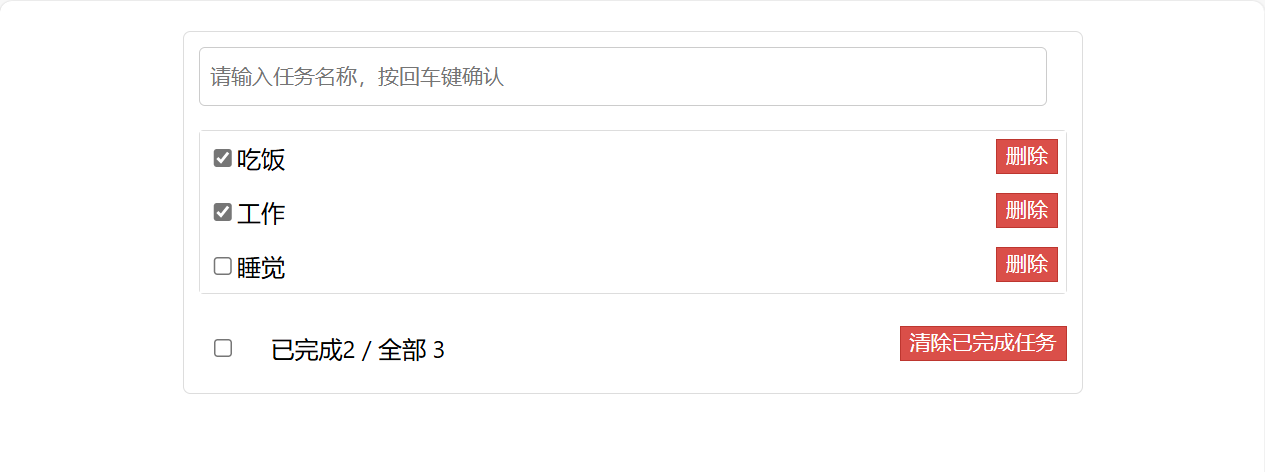 请输入任务名称，按回车键确认
吃饭 删除
工作 删除
睡觉 删除
已完成2 / 全部 3 清除已完成任务